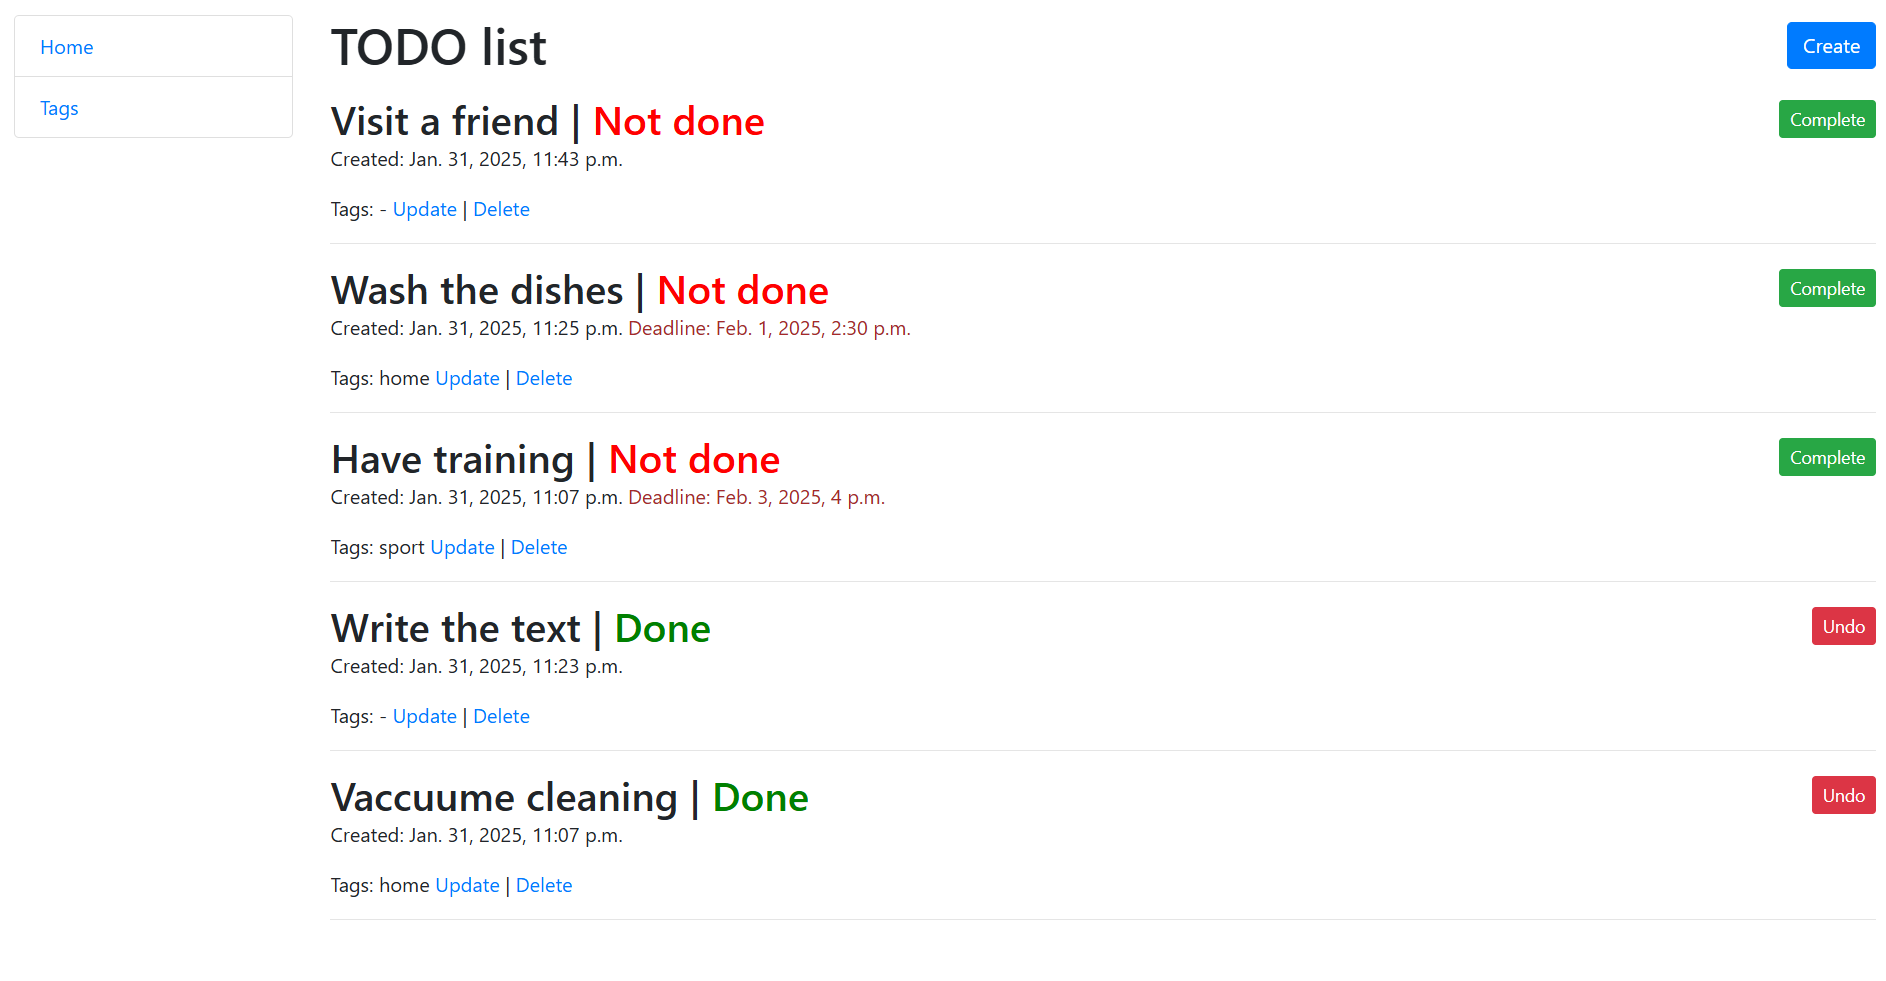 Home
Tags
TODO list
Create
Visit a friend | Not done
Complete
Created: Jan. 31, 2025, 11:43 p.m.
Tags: - Update | Delete
Wash the dishes | Not done
Complete
Created: Jan. 31, 2025, 11:25 p.m. Deadline: Feb. 1, 2025, 2:30 p.m.
Tags: home Update | Delete
Have training | Not done
Complete
Created: Jan. 31, 2025, 11:07 p.m. Deadline: Feb. 3, 2025, 4 p.m.
Tags: sport Update | Delete
Write the text | Done
Undo
Created: Jan. 31, 2025, 11:23 p.m.
Tags: - Update | Delete
Vaccuume cleaning | Done
Undo
Created: Jan. 31, 2025, 11:07 p.m.
Tags: home Update | Delete